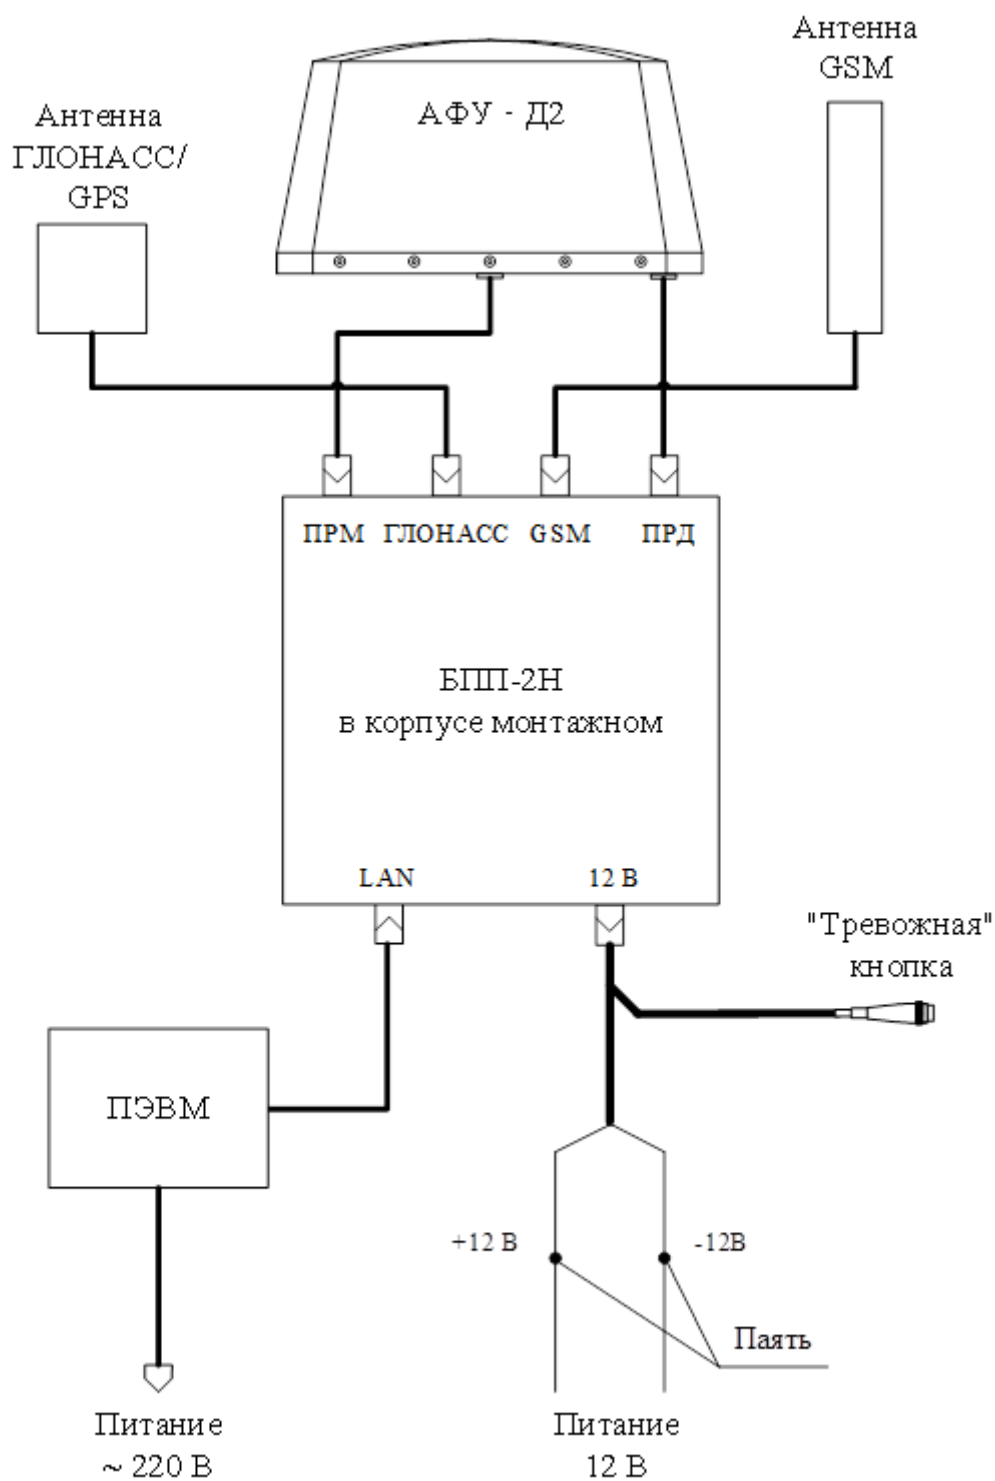 Антенна
GSM
АФУ - Д2
Антенна
ГЛОНАСС/
GPS
ПРМ ГЛОНАСС GSM ПРД
БПП-2Н
в корпусе монтажном
LAN 12 В
"Тревожная"
кнопка
ПЭВМ
+12 В -12В
Паять
Питание
~ 220 В
Питание
12 В